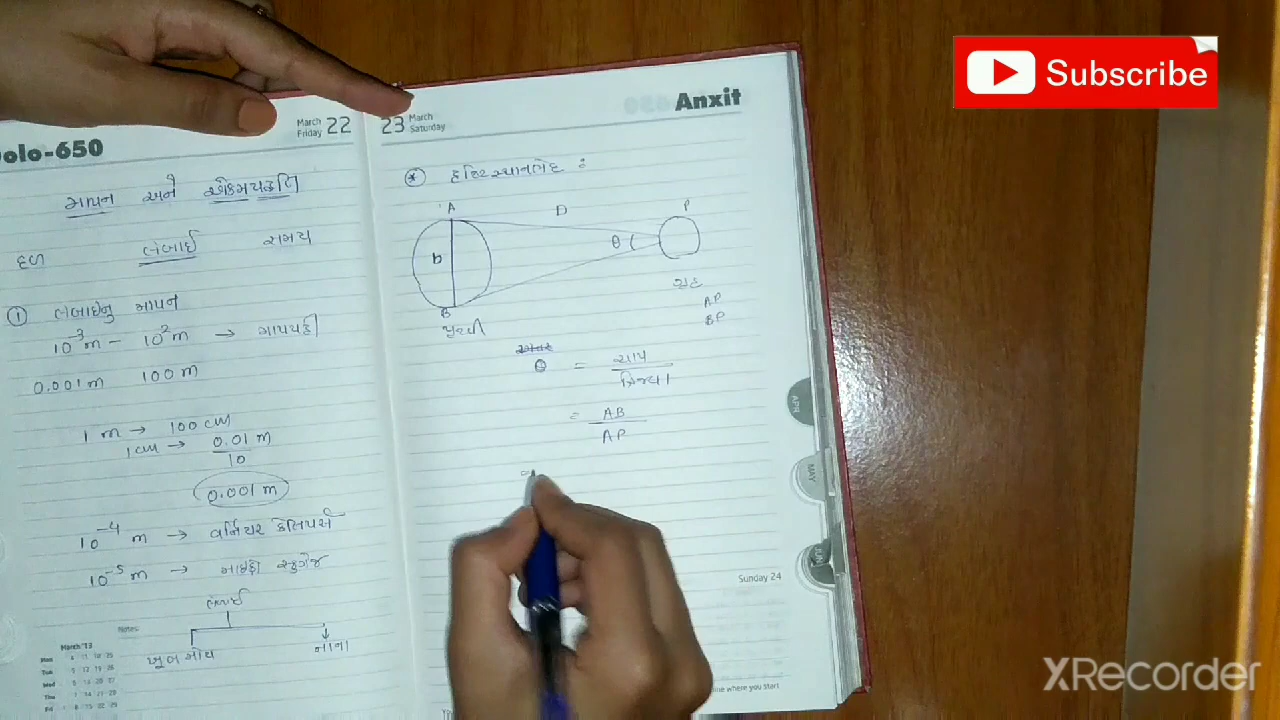 Subscribe
olo-650
March
Friday 22
માપન અને એકમપદ્ધતિ
દળ લંબાઈ સમય
① લંબાઈનુ માપન
10⁻³m - 10²m → માપપટ્ટી
0.001 m 100 m
1 m → 100 cm
1 cm → 0.01 m
10
0.001 m
10⁻⁴ m → વર્નિયર કેલિપર્સ
10⁻⁵ m → માઇક્રો સ્ક્રુગેજ
લંબાઈ
ખૂબ મોય નાના
Notes
March'13
23 March
Saturday
Anxit
* દૃષ્ટિસ્થાનભેદ :
A D P
b θ
B
પૃથ્વી
ગ્રહ
AP
BP
θ = ચાપ
ત્રિજ્યા
= AB
AP
APR
MAY
JUN
Sunday 24
XRecorder